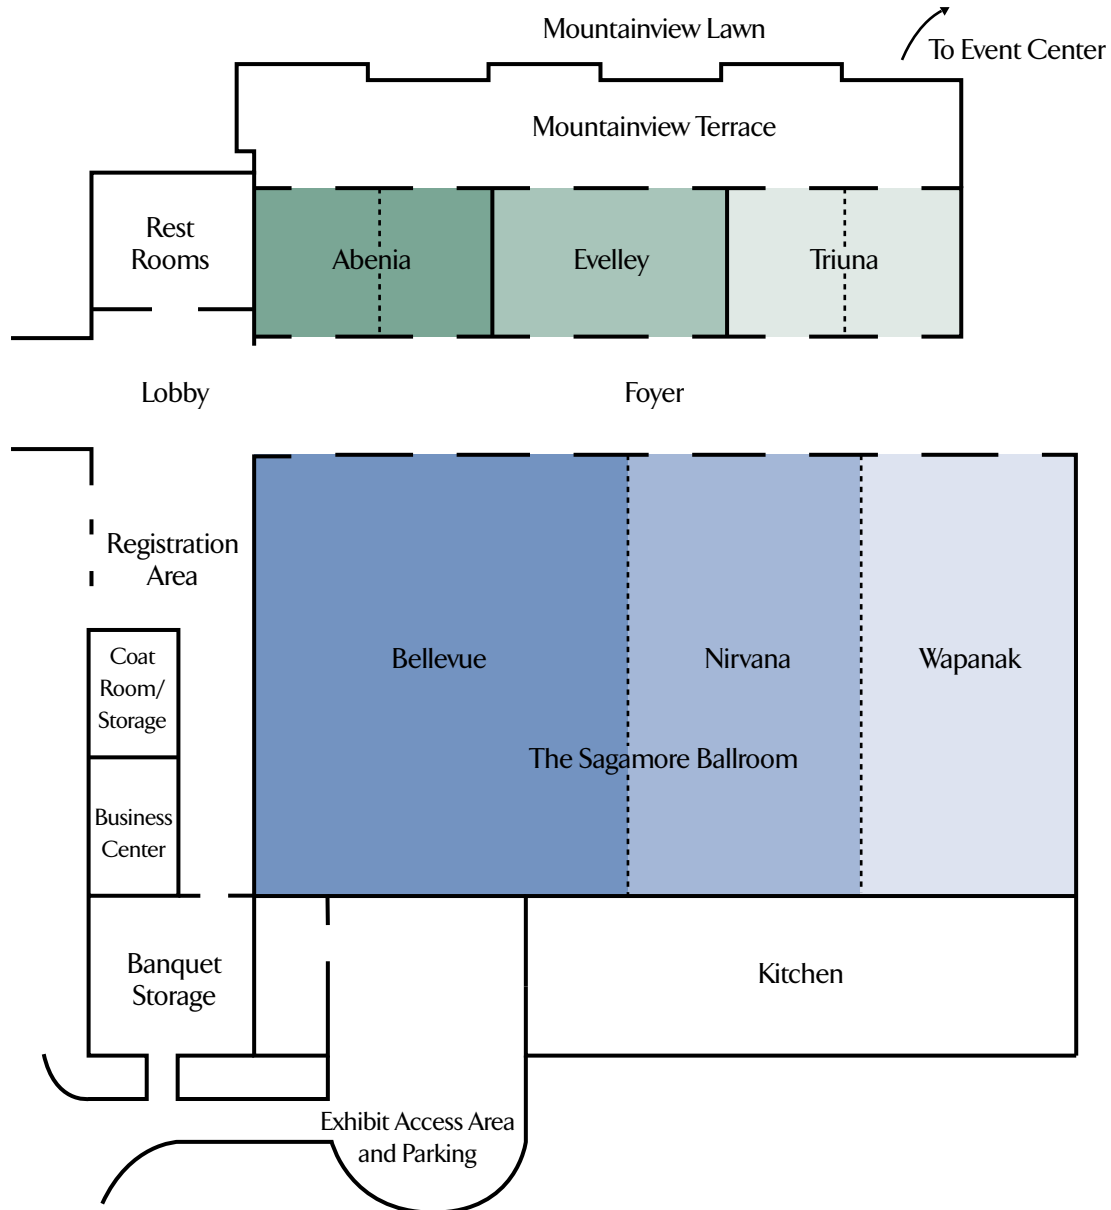 Mountainview Lawn
To Event Center
Mountainview Terrace
Rest
Rooms
Abenia
Evelley
Triuna
Lobby
Foyer
Registration
Area
Bellevue
Nirvana
Wapanak
The Sagamore Ballroom
Coat
Room/
Storage
Business
Center
Banquet
Storage
Kitchen
Exhibit Access Area
and Parking